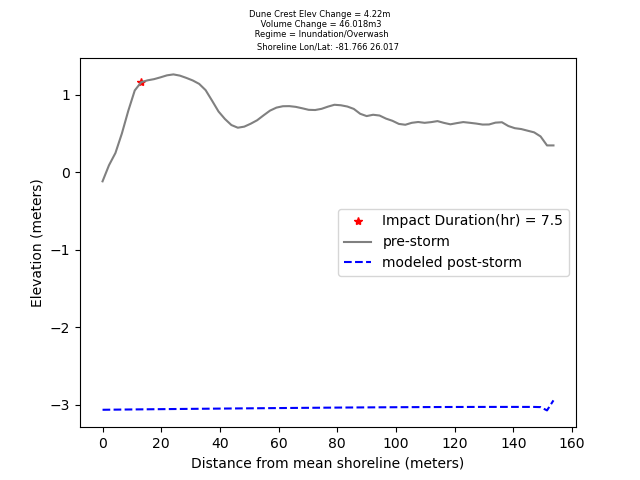 Dune Crest Elev Change = 4.22m
Volume Change = 46.018m3
Regime = Inundation/Overwash
Shoreline Lon/Lat: -81.766 26.017
1
0
−1
−2
−3
Elevation (meters)
Impact Duration(hr) = 7.5
pre-storm
modeled post-storm
0 20 40 60 80 100 120 140 160
Distance from mean shoreline (meters)